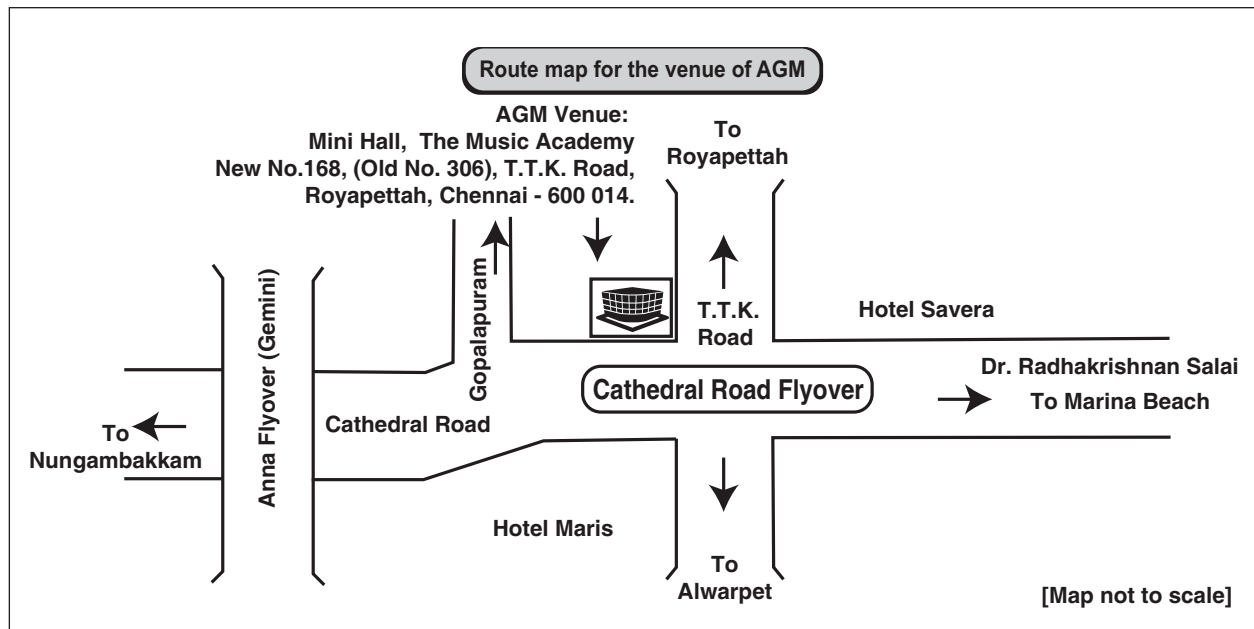 Route map for the venue of AGM
AGM Venue:
Mini Hall, The Music Academy
New No.168, (Old No. 306), T.T.K. Road,
Royapettah, Chennai - 600 014.
To
Royapettah
Anna Flyover (Gemini)
Gopalapuram
T.T.K.
Road
Hotel Savera
Cathedral Road Flyover
Dr. Radhakrishnan Salai
To Marina Beach
Cathedral Road
To
Nungambakkam
Hotel Maris
To
Alwarpet
[Map not to scale]